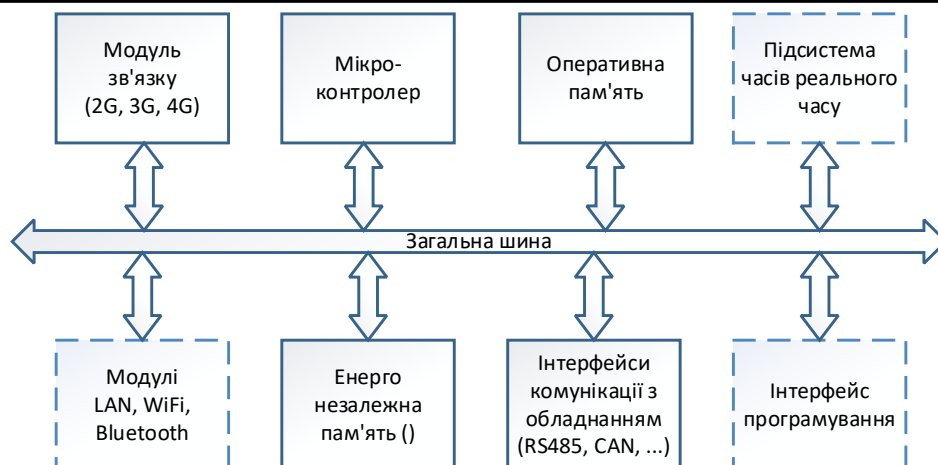 Модуль
зв'язку
(2G, 3G, 4G)
Мікро-
контролер
Оперативна
пам'ять
Підсистема
часів реального
часу
Загальна шина
Модулі
LAN, WiFi,
Bluetooth
Енерго
незалежна
пам'ять ()
Інтерфейси
комунікації з
обладнанням
(RS485, CAN, ...)
Інтерфейс
програмування